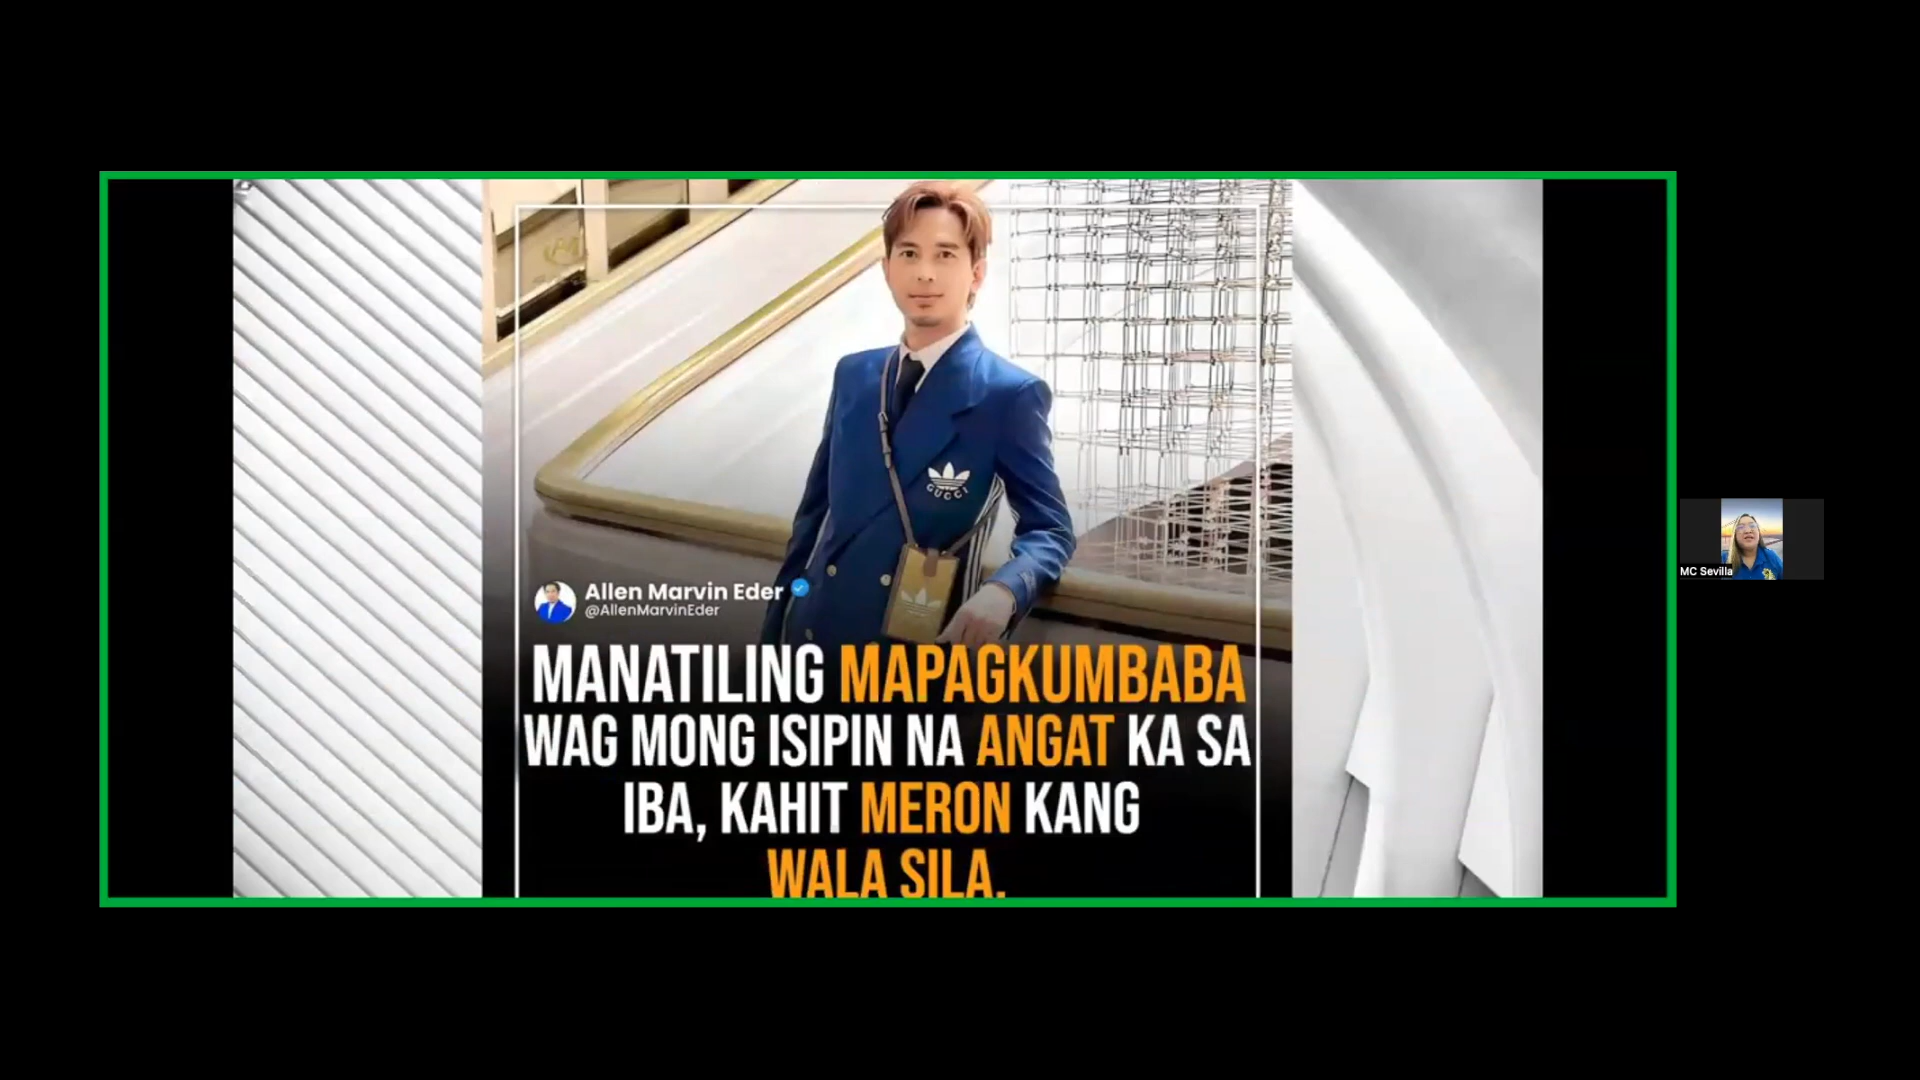 GUCCI
Allen Marvin Eder
@AllenMarvinEder
MANATILING MAPAGKUMBABA
WAG MONG ISIPIN NA ANGAT KA SA
IBA, KAHIT MERON KANG
WALA SILA.
MC Sevilla